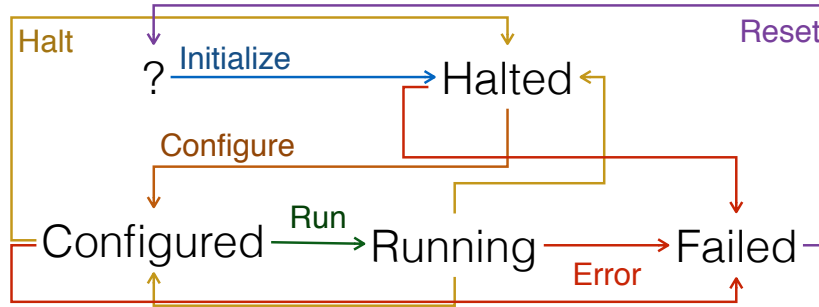 Halt
Reset
? Initialize Halted
Configure
Configured Run Running Error Failed